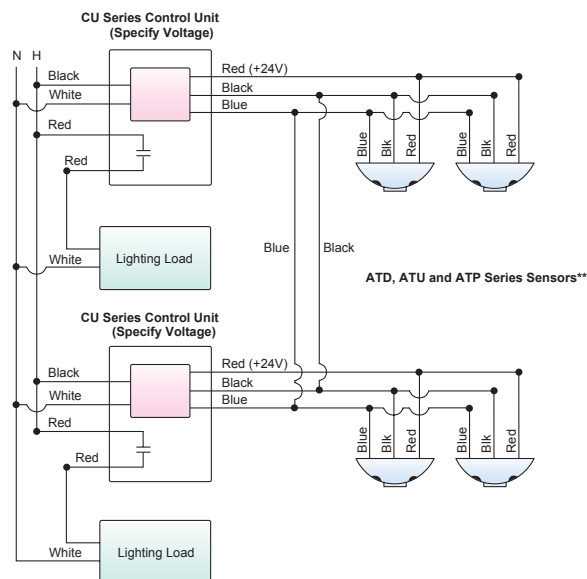 CU Series Control Unit
(Specify Voltage)
N H
Black
White
Red
Red
Red (+24V)
Black
Blue
Blue
Blk
Red
Blue
Blk
Red
White
Lighting Load
Blue
Black
ATD, ATU and ATP Series Sensors**
CU Series Control Unit
(Specify Voltage)
Black
White
Red
Red
Red (+24V)
Black
Blue
Blue
Blk
Red
Blue
Blk
Red
White
Lighting Load